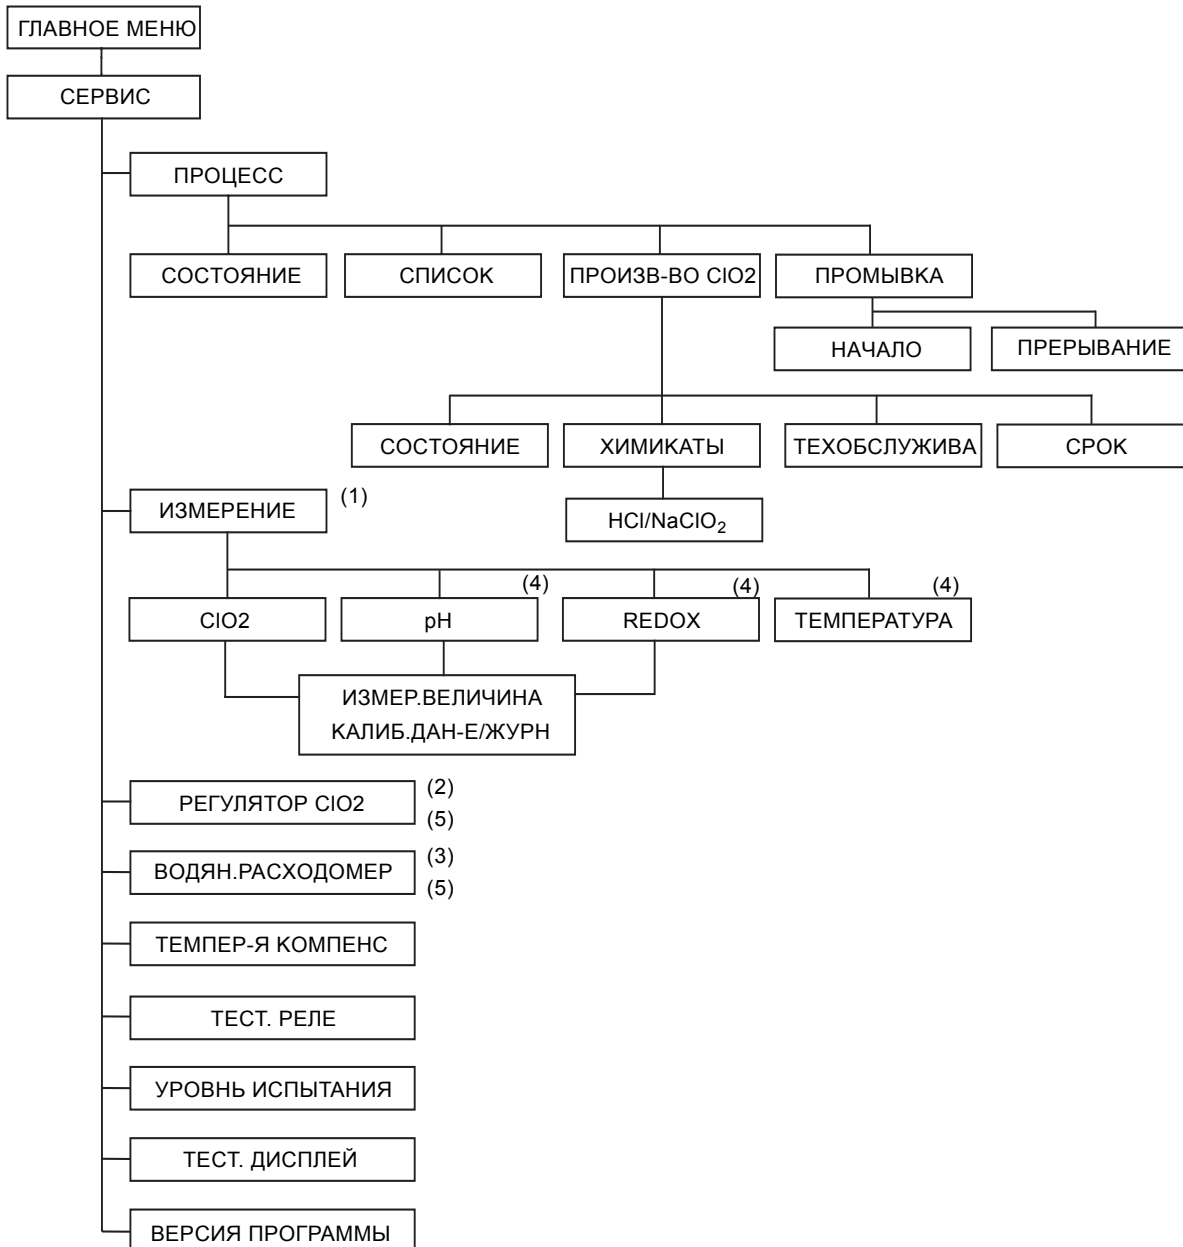 ГЛАВНОЕ МЕНЮ
СЕРВИС
ПРОЦЕСС
СОСТОЯНИЕ
СПИСОК
ПРОИЗВ-ВО ClO2
ПРОМЫВКА
НАЧАЛО
ПРЕРЫВАНИЕ
СОСТОЯНИЕ
ХИМИКАТЫ
ТЕХОБСЛУЖИВА
СРОК
HCl/NaClO₂
ИЗМЕРЕНИЕ
(1)
ClO2
pH
(4)
REDOX
(4)
ТЕМПЕРАТУРА
(4)
ИЗМЕР.ВЕЛИЧИНА
КАЛИБ.ДАН-Е/ЖУРН
РЕГУЛЯТОР ClO2
(2)
(5)
ВОДЯН.РАСХОДОМЕР
(3)
(5)
ТЕМПЕР-Я КОМПЕНС
ТЕСТ. РЕЛЕ
УРОВНЬ ИСПЫТАНИЯ
ТЕСТ. ДИСПЛЕЙ
ВЕРСИЯ ПРОГРАММЫ